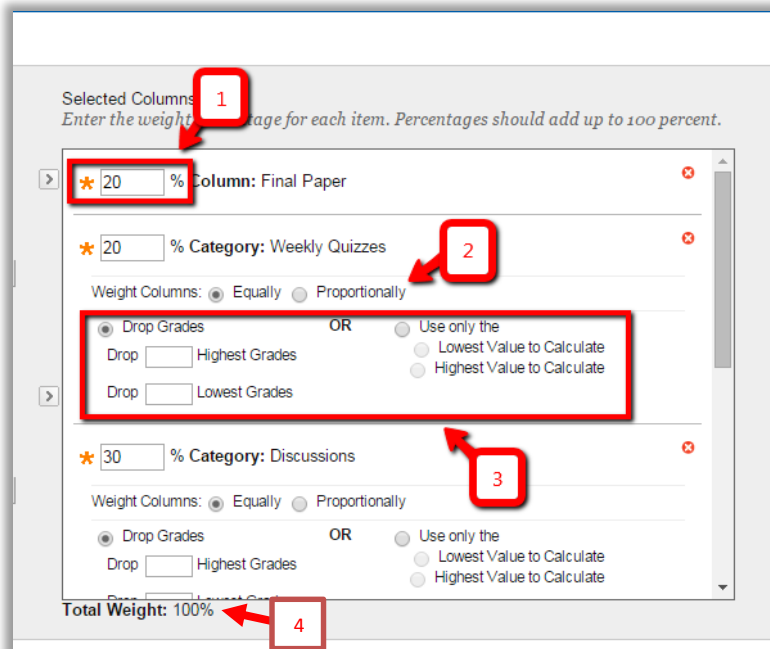 Selected Columns
1
Enter the weight age for each item. Percentages should add up to 100 percent.
20 % Column: Final Paper
20 % Category: Weekly Quizzes
2
Weight Columns: Equally Proportionally
Drop Grades OR Use only the
Drop Highest Grades Lowest Value to Calculate
Highest Value to Calculate
Drop Lowest Grades
30 % Category: Discussions
3
Weight Columns: Equally Proportionally
Drop Grades OR Use only the
Drop Highest Grades Lowest Value to Calculate
Highest Value to Calculate
Total Weight: 100%
4